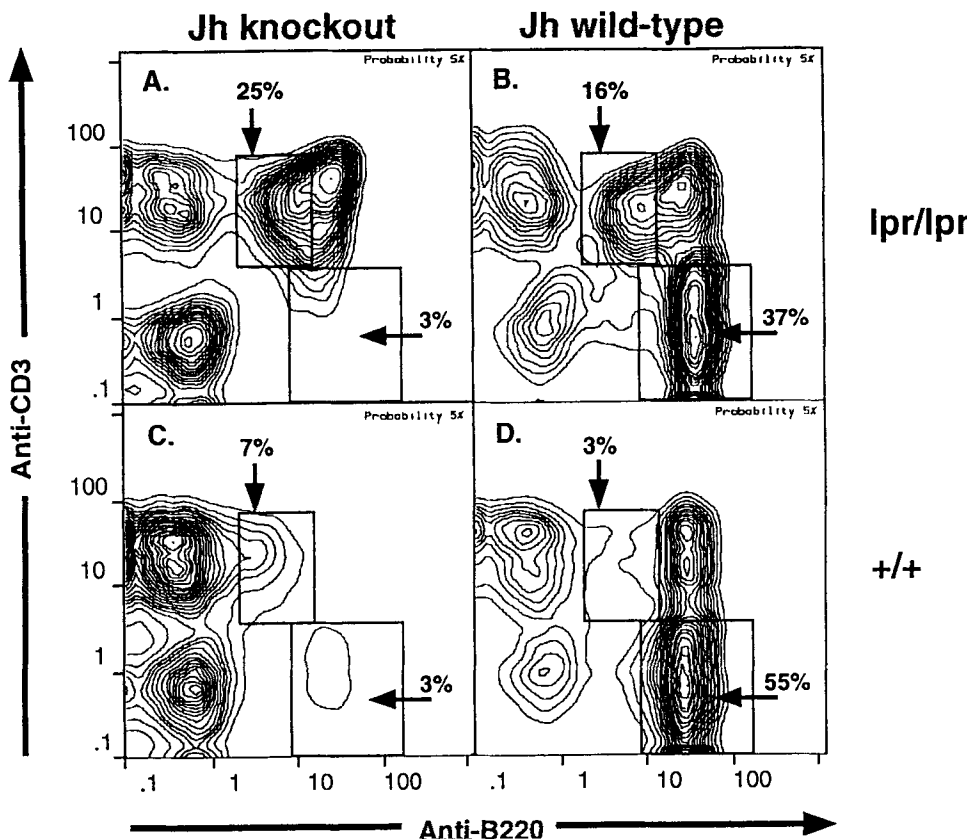 Jh knockout
Jh wild-type
Probability 5%
Probability 5%
A.
25%
B.
16%
100
10
1
.1
3%
37%
lpr/lpr
Probability 5%
Probability 5%
C.
7%
D.
3%
100
10
1
.1
3%
55%
+/+
.1
1
10
100
.1
1
10
100
Anti-CD3
Anti-B220